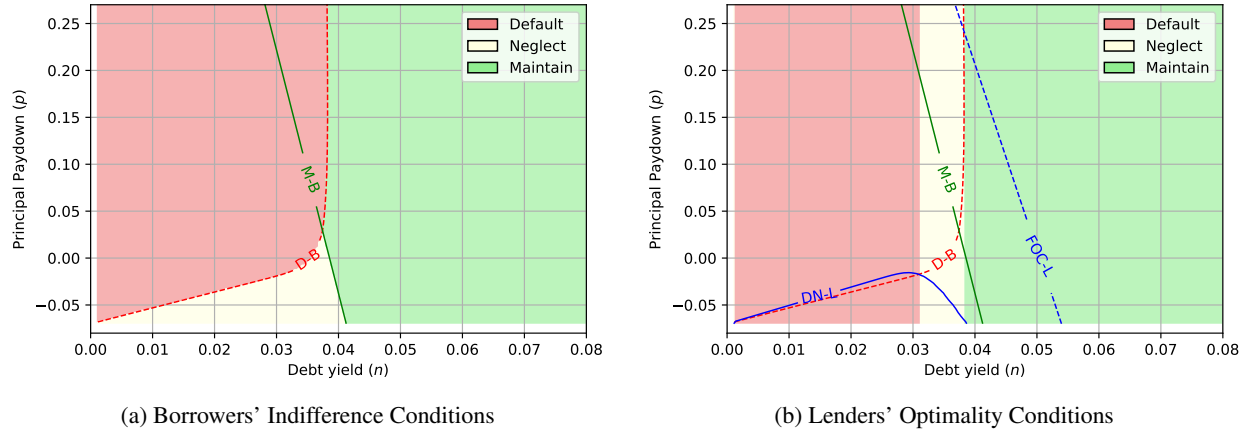 0.25
0.20
0.15
0.10
0.05
0.00
−0.05
Principal Paydown (p)
0.00 0.01 0.02 0.03 0.04 0.05 0.06 0.07 0.08
Debt yield (n)
Default
Neglect
Maintain
M-B
D-B
(a) Borrowers’ Indifference Conditions
0.25
0.20
0.15
0.10
0.05
0.00
−0.05
Principal Paydown (p)
0.00 0.01 0.02 0.03 0.04 0.05 0.06 0.07 0.08
Debt yield (n)
Default
Neglect
Maintain
M-B
D-B
DN-L
FOC-L
(b) Lenders’ Optimality Conditions